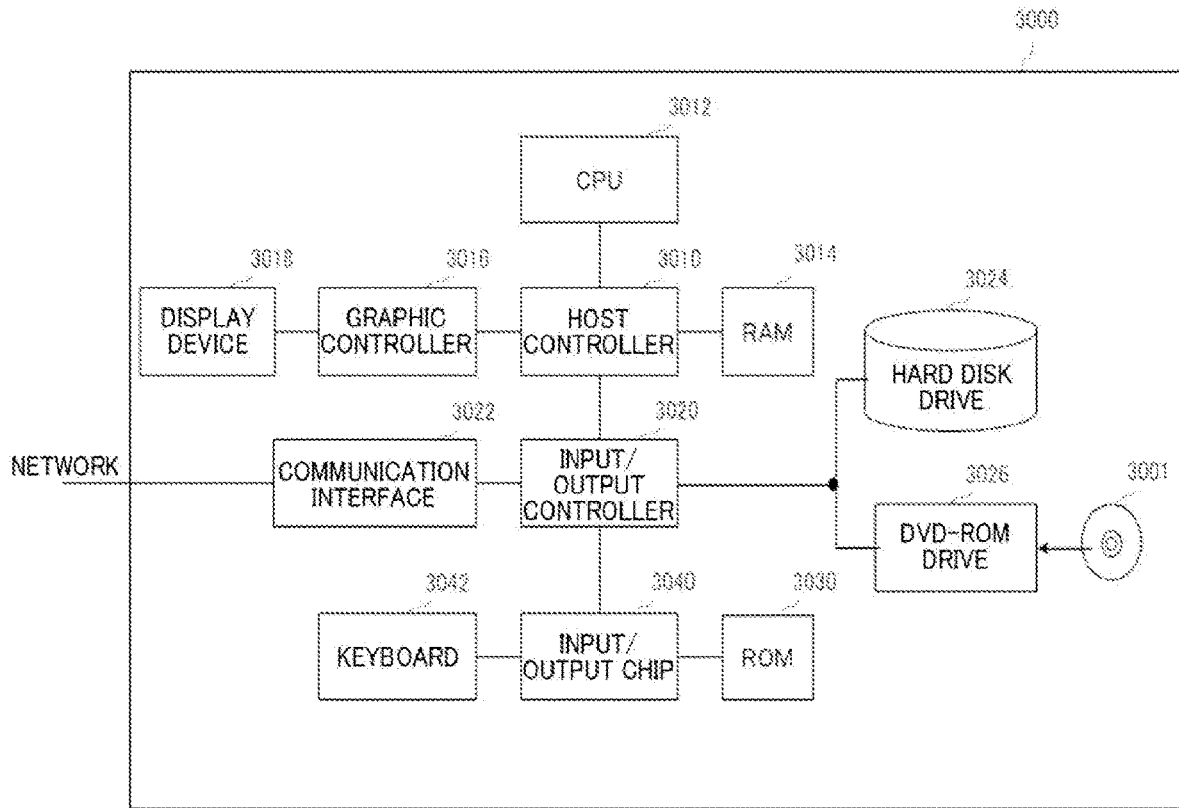 3000
3012
CPU
3018
3016
3010
3014
DISPLAY
DEVICE
GRAPHIC
CONTROLLER
HOST
CONTROLLER
RAM
3024
HARD DISK
DRIVE
3022
3020
NETWORK
COMMUNICATION
INTERFACE
INPUT/
OUTPUT
CONTROLLER
3026
3001
DVD-ROM
DRIVE
3042
3040
3030
KEYBOARD
INPUT/
OUTPUT CHIP
ROM